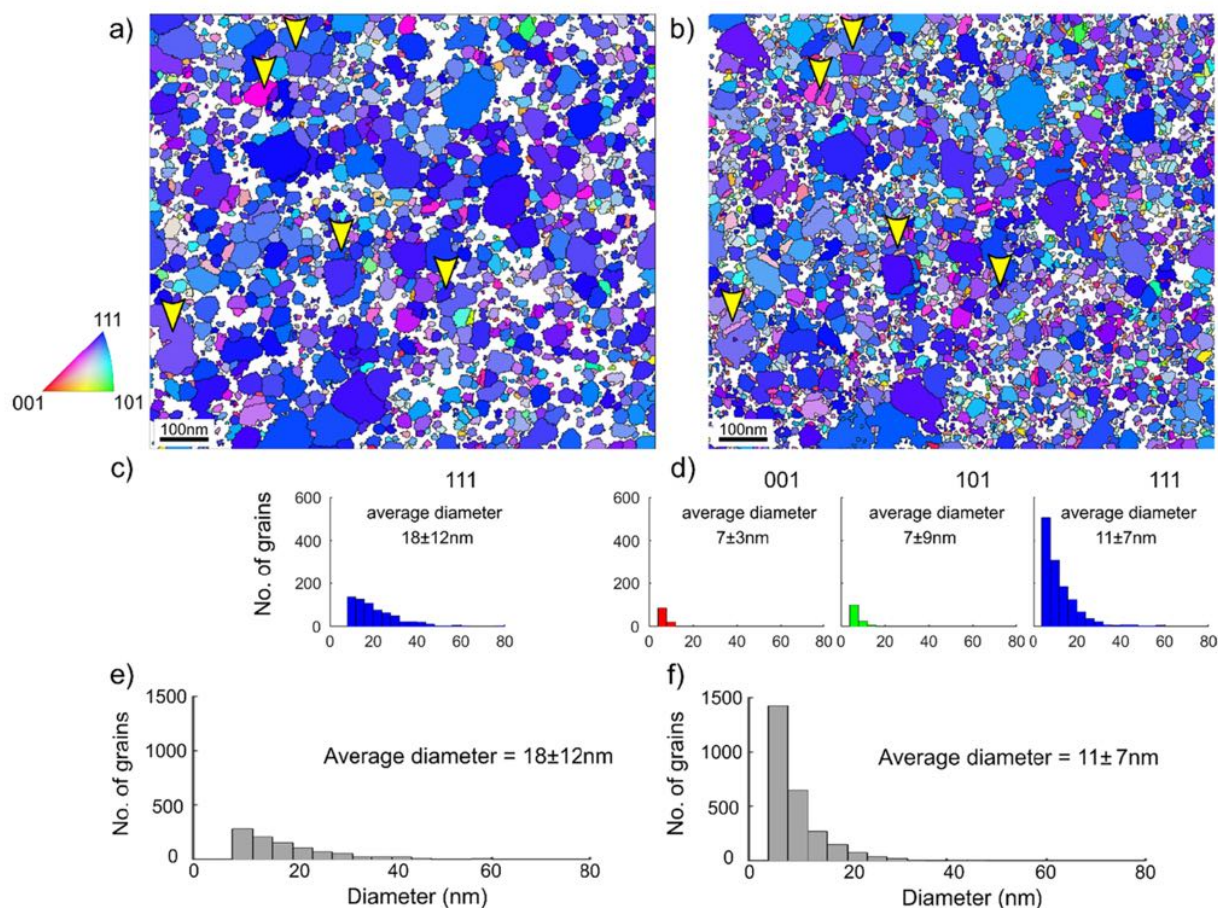 a)
b)
111
001
101
100nm
100nm
c)
111
d)
001
101
111
No. of grains
600
400
200
0
average diameter
18±12nm
0
20
40
60
80
600
400
200
0
average diameter
7±3nm
0
20
40
60
80
average diameter
7±9nm
0
20
40
60
80
average diameter
11±7nm
0
20
40
60
80
e)
No. of grains
1500
1000
500
0
Average diameter = 18±12nm
0
20
40
60
80
Diameter (nm)
f)
No. of grains
1500
1000
500
0
Average diameter = 11±7nm
0
20
40
60
80
Diameter (nm)